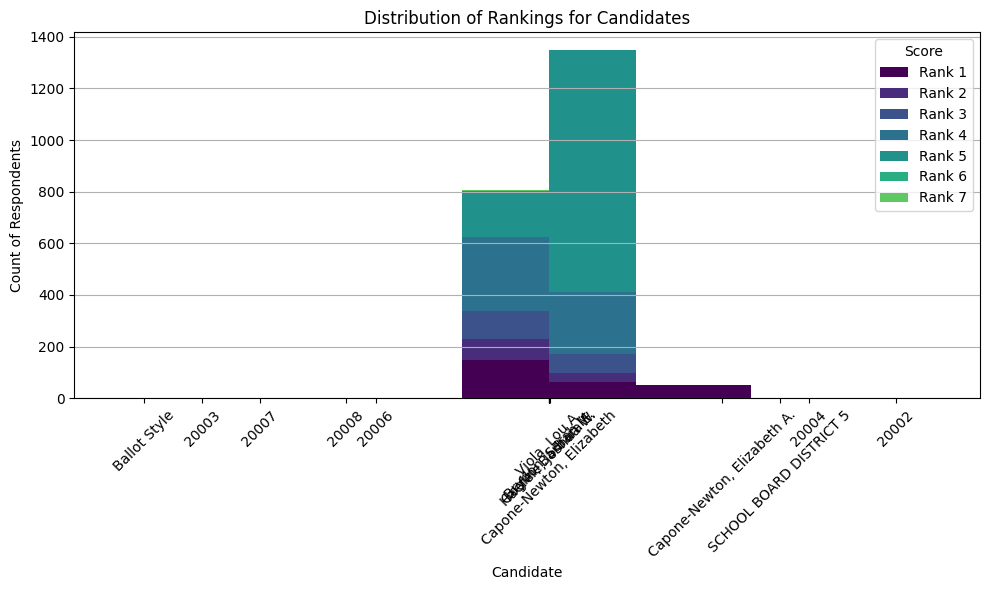 Distribution of Rankings for Candidates
1400
1200
1000
800
600
400
200
0
Count of Respondents
Score
Rank 1
Rank 2
Rank 3
Rank 4
Rank 5
Rank 6
Rank 7
Ballot Style
20003
20007
20008
20006
Viola, Lou A.
Capone-Newton, Elizabeth
Capone-Newton, Elizabeth A.
20004
SCHOOL BOARD DISTRICT 5
20002
Candidate